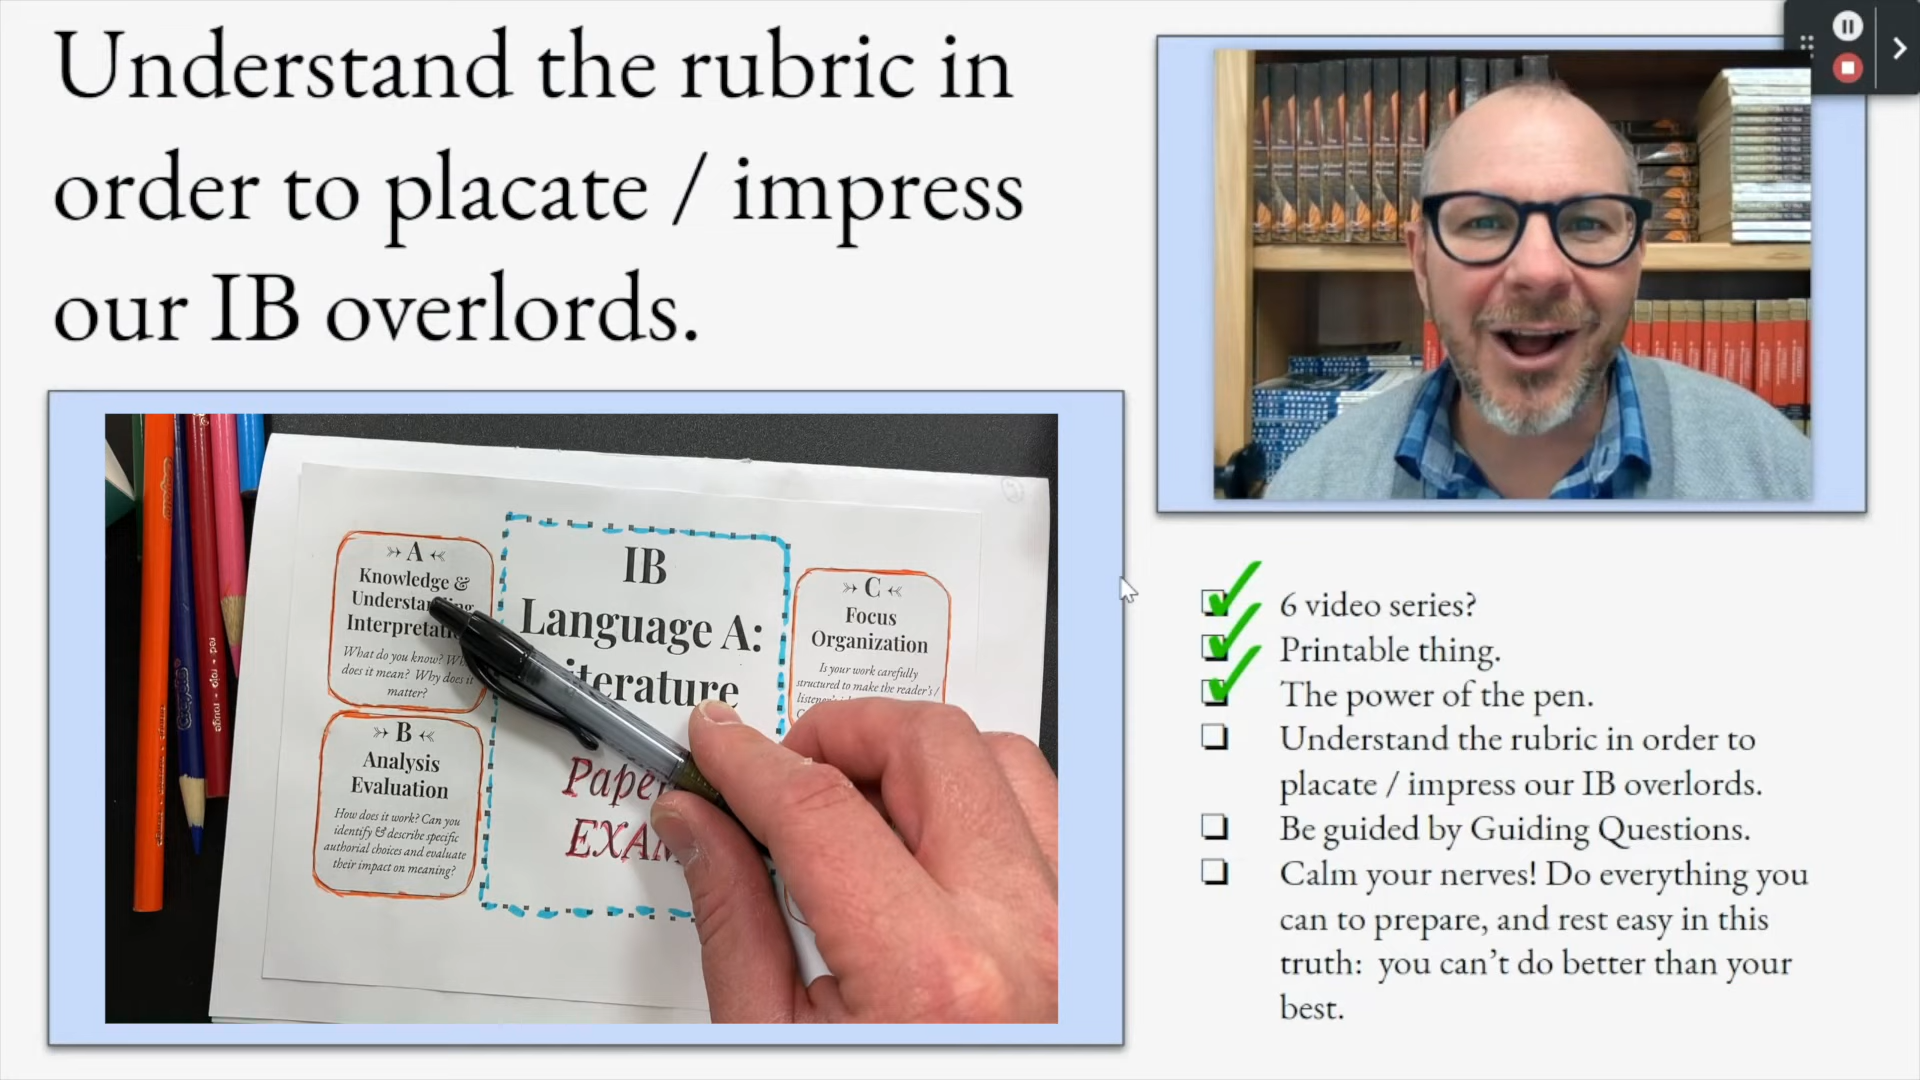 Understand the rubric in
order to placate / impress
our IB overlords.
A
Knowledge &
Understanding
Interpretati
What do you know? Wh
does it mean? Why does it
matter?
B
Analysis
Evaluation
How does it work? Can you
identify & describe specific
authorial choices and evaluate
their impact on meaning?
IB
Language A:
iterature
Paper
EXAM
C
Focus
Organization
Is your work carefully
structured to make the reader's /
6 video series?
Printable thing.
The power of the pen.
Understand the rubric in order to
placate / impress our IB overlords.
Be guided by Guiding Questions.
Calm your nerves! Do everything you
can to prepare, and rest easy in this
truth: you can't do better than your
best.